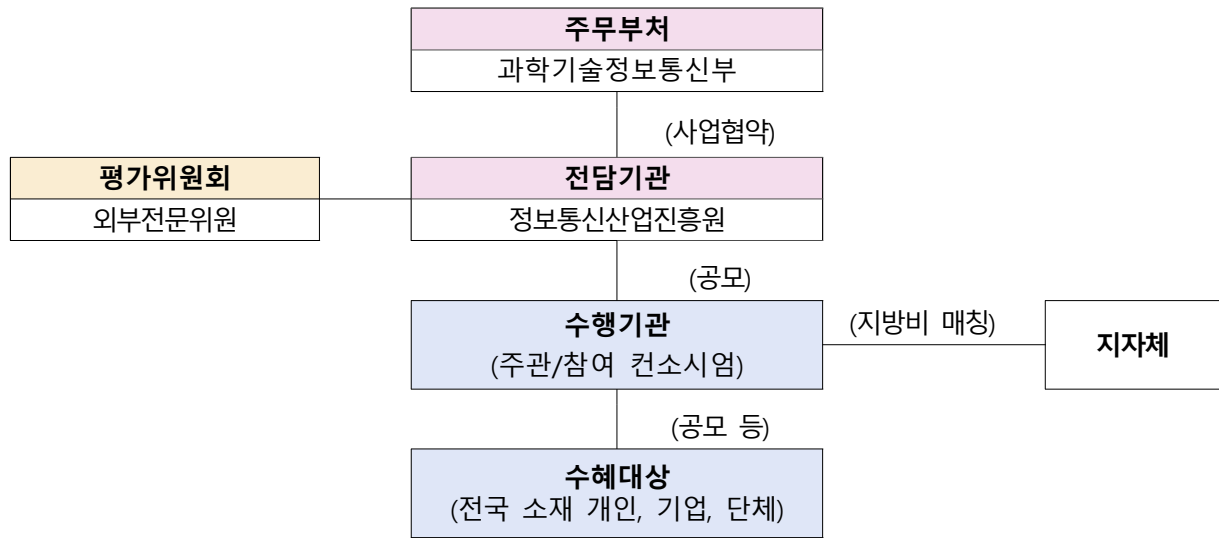 주무부처
과학기술정보통신부
(사업협약)
평가위원회
외부전문위원
전담기관
정보통신산업진흥원
(공모)
수행기관
(주관/참여 컨소시엄)
(지방비 매칭)
지자체
(공모 등)
수혜대상
(전국 소재 개인, 기업, 단체)